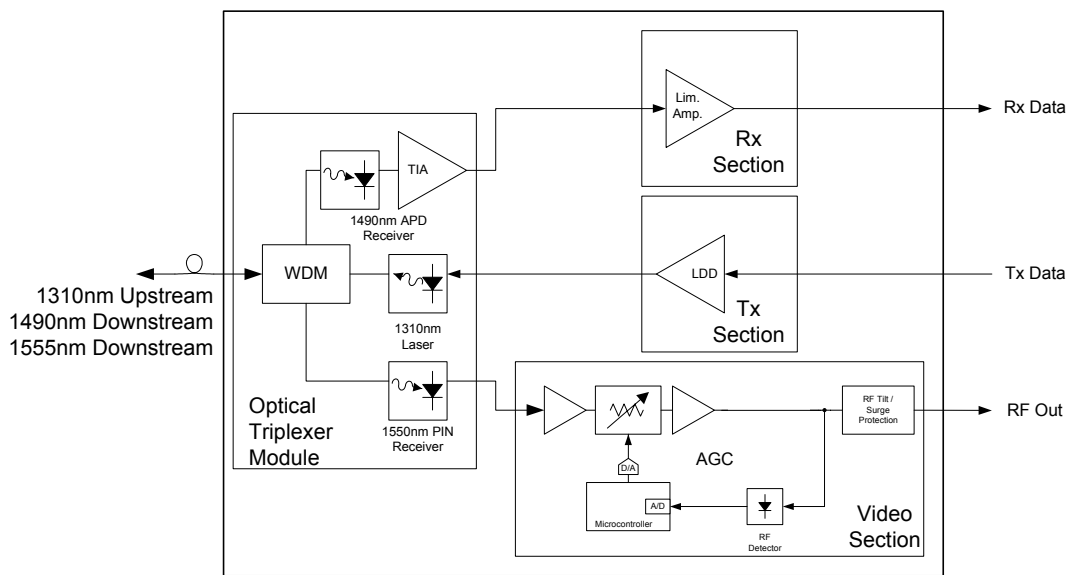 Lim.
Amp.
Rx
Section
Rx Data
TIA
1490nm APD
Receiver
WDM
1310nm Upstream
1490nm Downstream
1555nm Downstream
1310nm
Laser
LDD
Tx
Section
Tx Data
1550nm PIN
Receiver
Optical
Triplexer
Module
RF Tilt /
Surge
Protection
RF Out
AGC
D/A
A/D
Microcontroller
RF
Detector
Video
Section